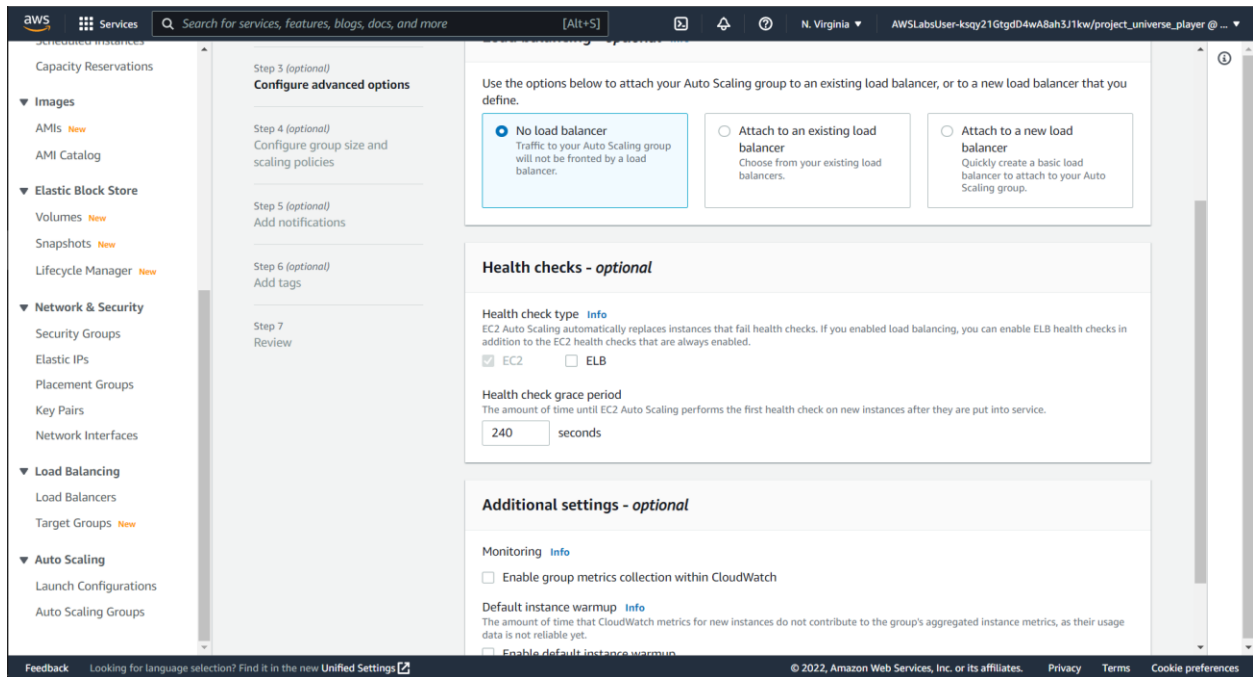 aws
Services
Search for services, features, blogs, docs, and more
[Alt+S]
N. Virginia
AWSLabsUser-ksqy21GtgdD4wA8ah3J1kw/project_universe_player @ ...
Scheduled Instances
Capacity Reservations
Images
AMIs New
AMI Catalog
Elastic Block Store
Volumes New
Snapshots New
Lifecycle Manager New
Network & Security
Security Groups
Elastic IPs
Placement Groups
Key Pairs
Network Interfaces
Load Balancing
Load Balancers
Target Groups New
Auto Scaling
Launch Configurations
Auto Scaling Groups
Step 3 (optional)
Configure advanced options
Step 4 (optional)
Configure group size and
scaling policies
Step 5 (optional)
Add notifications
Step 6 (optional)
Add tags
Step 7
Review
Load balancing - optional Info
Use the options below to attach your Auto Scaling group to an existing load balancer, or to a new load balancer that you
define.
No load balancer
Traffic to your Auto Scaling group
will not be fronted by a load
balancer.
Attach to an existing load
balancer
Choose from your existing load
balancers.
Attach to a new load
balancer
Quickly create a basic load
balancer to attach to your Auto
Scaling group.
Health checks - optional
Health check type Info
EC2 Auto Scaling automatically replaces instances that fail health checks. If you enabled load balancing, you can enable ELB health checks in
addition to the EC2 health checks that are always enabled.
EC2 ELB
Health check grace period
The amount of time until EC2 Auto Scaling performs the first health check on new instances after they are put into service.
240 seconds
Additional settings - optional
Monitoring Info
Enable group metrics collection within CloudWatch
Default instance warmup Info
The amount of time that CloudWatch metrics for new instances do not contribute to the group's aggregated instance metrics, as their usage
data is not reliable yet.
Enable default instance warmup
Feedback
Looking for language selection? Find it in the new Unified Settings
© 2022, Amazon Web Services, Inc. or its affiliates.
Privacy
Terms
Cookie preferences